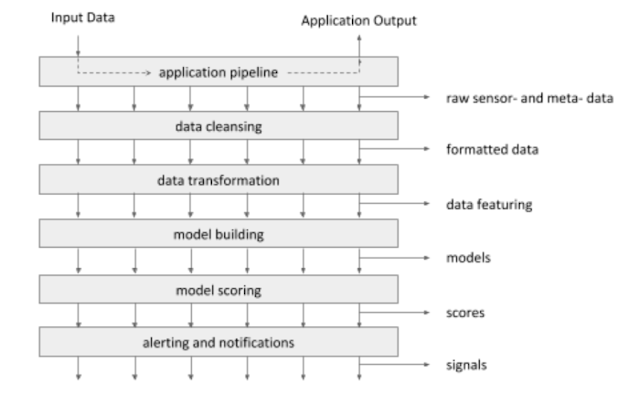 Input Data
Application Output
application pipeline
raw sensor- and meta- data
data cleansing
formatted data
data transformation
data featuring
model building
models
model scoring
scores
alerting and notifications
signals